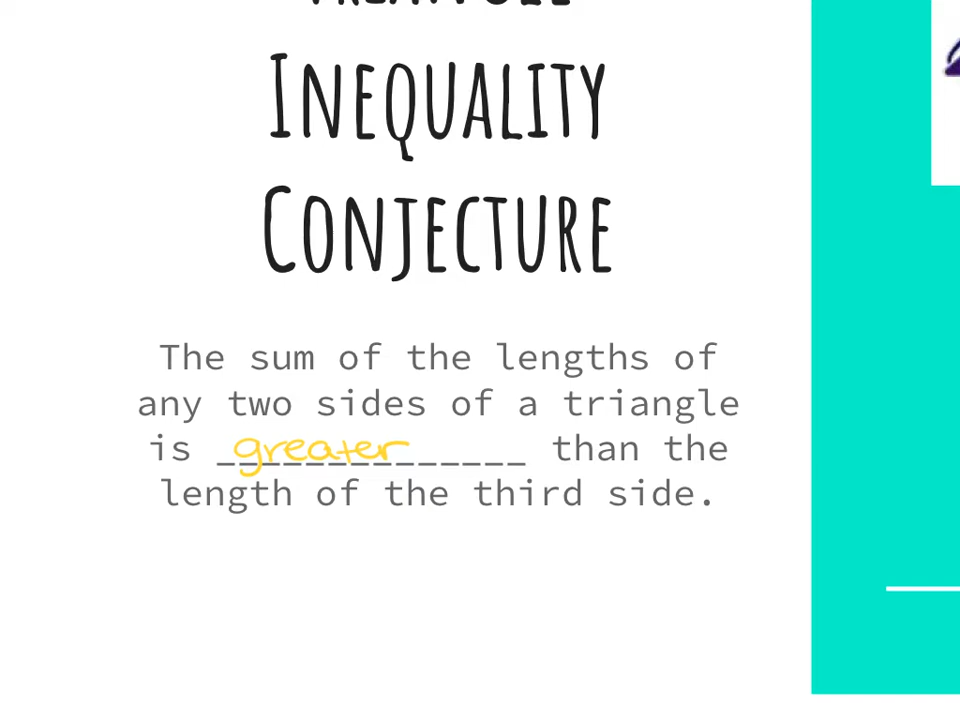 Inequality
Conjecture
The sum of the lengths of
any two sides of a triangle
is _greater_____________ than the
length of the third side.